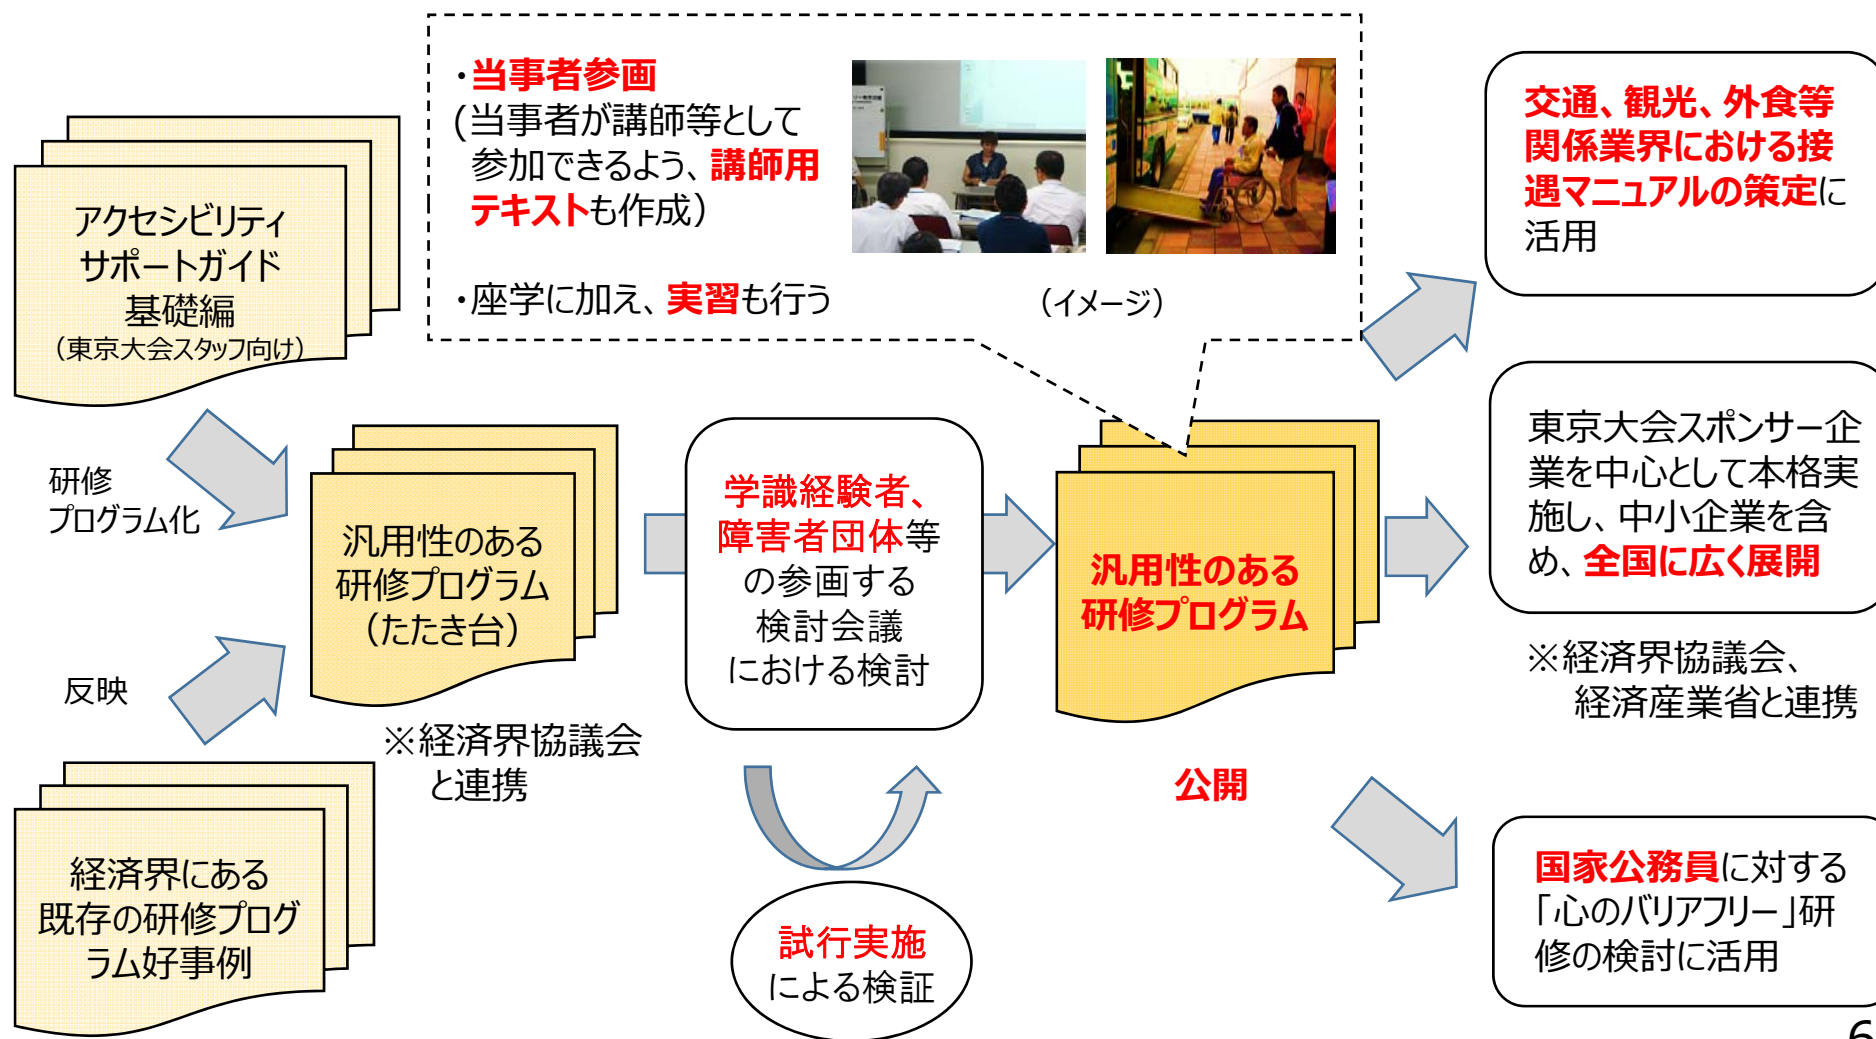 アクセシビリティ
サポートガイド
基礎編
(東京大会スタッフ向け)
・当事者参画
(当事者が講師等として
参加できるよう、講師用
テキストも作成)
・座学に加え、実習も行う
(イメージ)
研修
プログラム化
反映
経済界にある
既存の研修プログ
ラム好事例
汎用性のある
研修プログラム
(たたき台)
※経済界協議会
と連携
学識経験者、
障害者団体等
の参画する
検討会議
における検討
試行実施
による検証
汎用性のある
研修プログラム
公開
交通、観光、外食等
関係業界における接
遇マニュアルの策定に
活用
東京大会スポンサー企
業を中心として本格実
施し、中小企業を含
め、全国に広く展開
※経済界協議会、
経済産業省と連携
国家公務員に対する
「心のバリアフリー」研
修の検討に活用
6